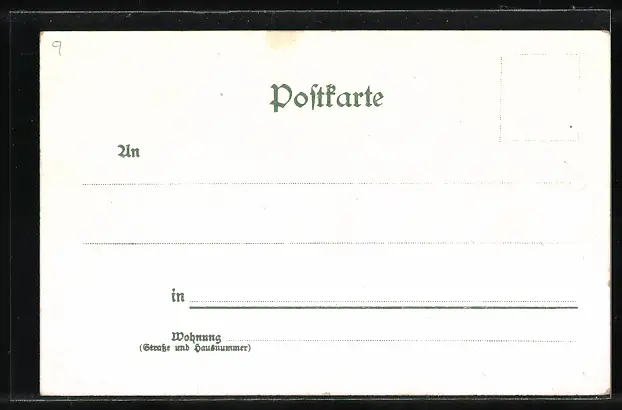 9
Postkarte
An
in
Wohnung
(Straße und Hausnummer)